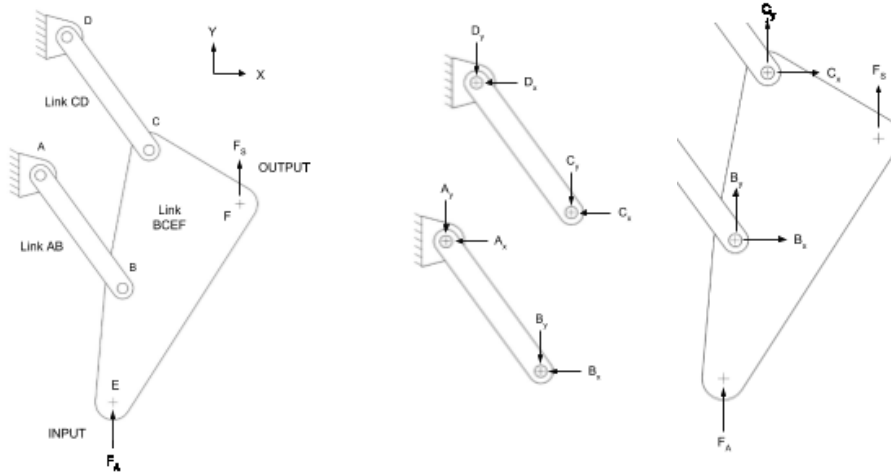 D
Y
X
Link CD
C
A
F_S
OUTPUT
Link
BCEF
F
Link AB
B
E
INPUT
F_A
D_y
D_x
C_y
C_x
A_y
A_x
B_y
B_x
C_y
C_x
F_S
B_y
B_x
F_A